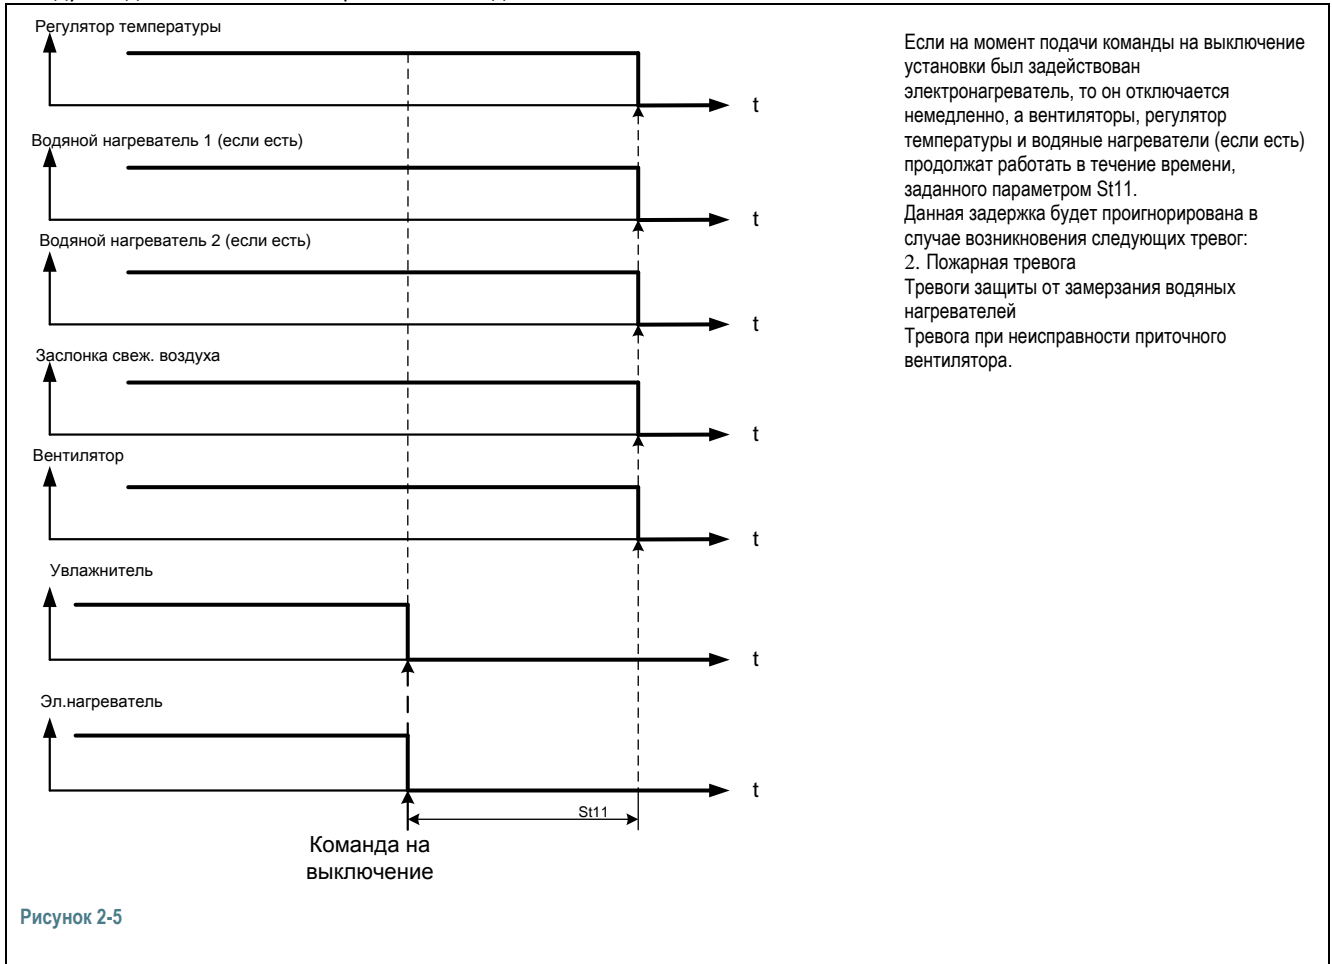 Регулятор температуры
t
Водяной нагреватель 1 (если есть)
t
Водяной нагреватель 2 (если есть)
t
Заслонка свеж. воздуха
t
Вентилятор
t
Увлажнитель
t
Эл.нагреватель
t
St11
Команда на
выключение
Если на момент подачи команды на выключение
установки был задействован
электронагреватель, то он отключается
немедленно, а вентиляторы, регулятор
температуры и водяные нагреватели (если есть)
продолжат работать в течение времени,
заданного параметром St11.
Данная задержка будет проигнорирована в
случае возникновения следующих тревог:
2. Пожарная тревога
Тревоги защиты от замерзания водяных
нагревателей
Тревога при неисправности приточного
вентилятора.
Рисунок 2-5